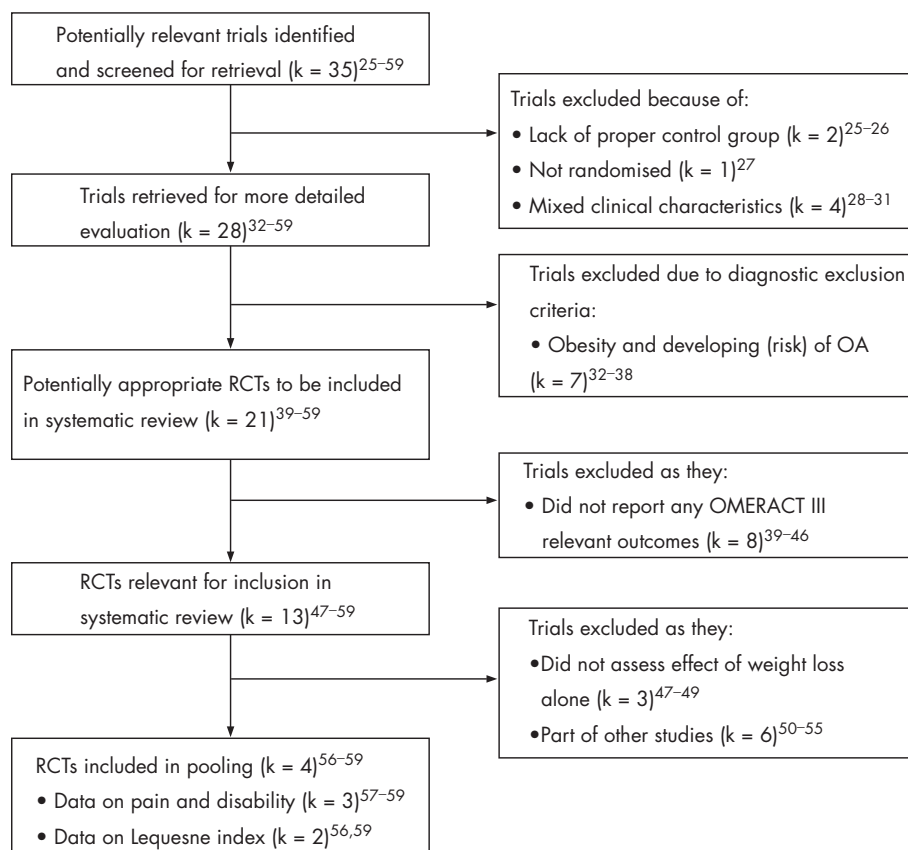 Potentially relevant trials identified
and screened for retrieval (k = 35)25–59
Trials excluded because of:
• Lack of proper control group (k = 2)25–26
• Not randomised (k = 1)27
• Mixed clinical characteristics (k = 4)28–31
Trials retrieved for more detailed
evaluation (k = 28)32–59
Trials excluded due to diagnostic exclusion
criteria:
• Obesity and developing (risk) of OA
(k = 7)32–38
Potentially appropriate RCTs to be included
in systematic review (k = 21)39–59
Trials excluded as they:
• Did not report any OMERACT III
relevant outcomes (k = 8)39–46
RCTs relevant for inclusion in
systematic review (k = 13)47–59
Trials excluded as they:
•Did not assess effect of weight loss
alone (k = 3)47–49
•Part of other studies (k = 6)50–55
RCTs included in pooling (k = 4)56–59
• Data on pain and disability (k = 3)57–59
• Data on Lequesne index (k = 2)56,59